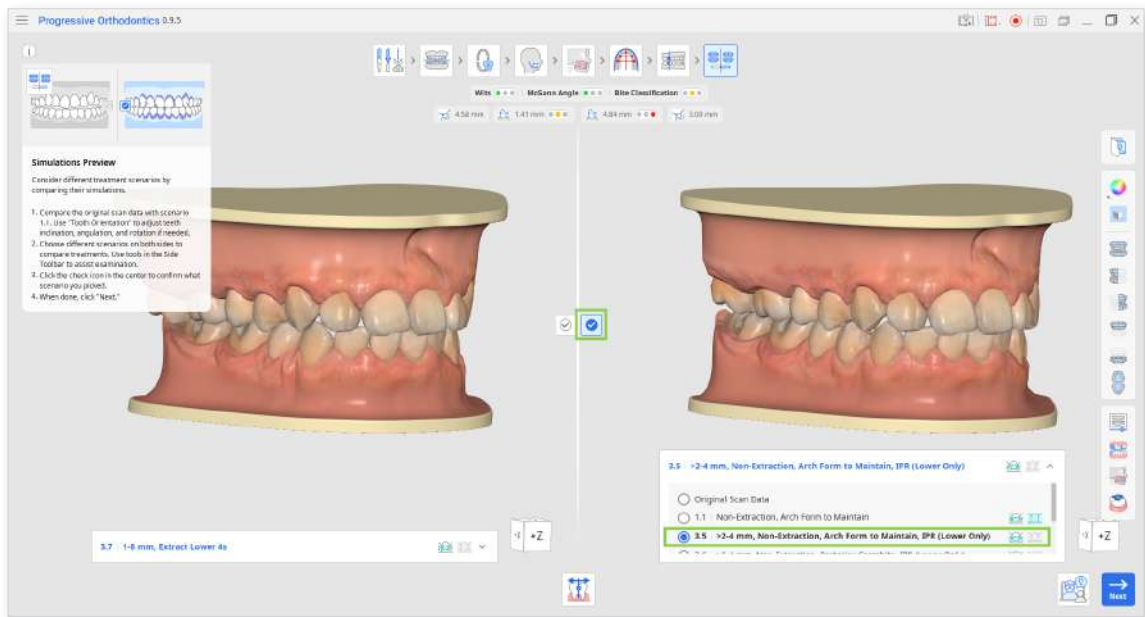 Progressive Orthodontics 0.9.5
Wits
McGann Angle
Bite Classification
4.58 mm
1.41 mm
4.84 mm
3.00 mm
Simulations Preview
Consider different treatment scenarios by
comparing their simulations.
1. Compare the original scan data with scenario
1.1. Use "Tooth Orientation" to adjust teeth
inclination, angulation, and rotation if needed.
2. Choose different scenarios on both sides to
compare treatments. Use tools in the Side
Toolbar to assist examination.
3. Click the check icon in the center to confirm what
scenario you picked.
4. When done, click "Next."
3.7 1-8 mm, Extract Lower 4s
+Z
3.5 >2-4 mm, Non-Extraction, Arch Form to Maintain, IPR (Lower Only)
Original Scan Data
1.1 Non-Extraction, Arch Form to Maintain
3.5 >2-4 mm, Non-Extraction, Arch Form to Maintain, IPR (Lower Only)
+Z
Next